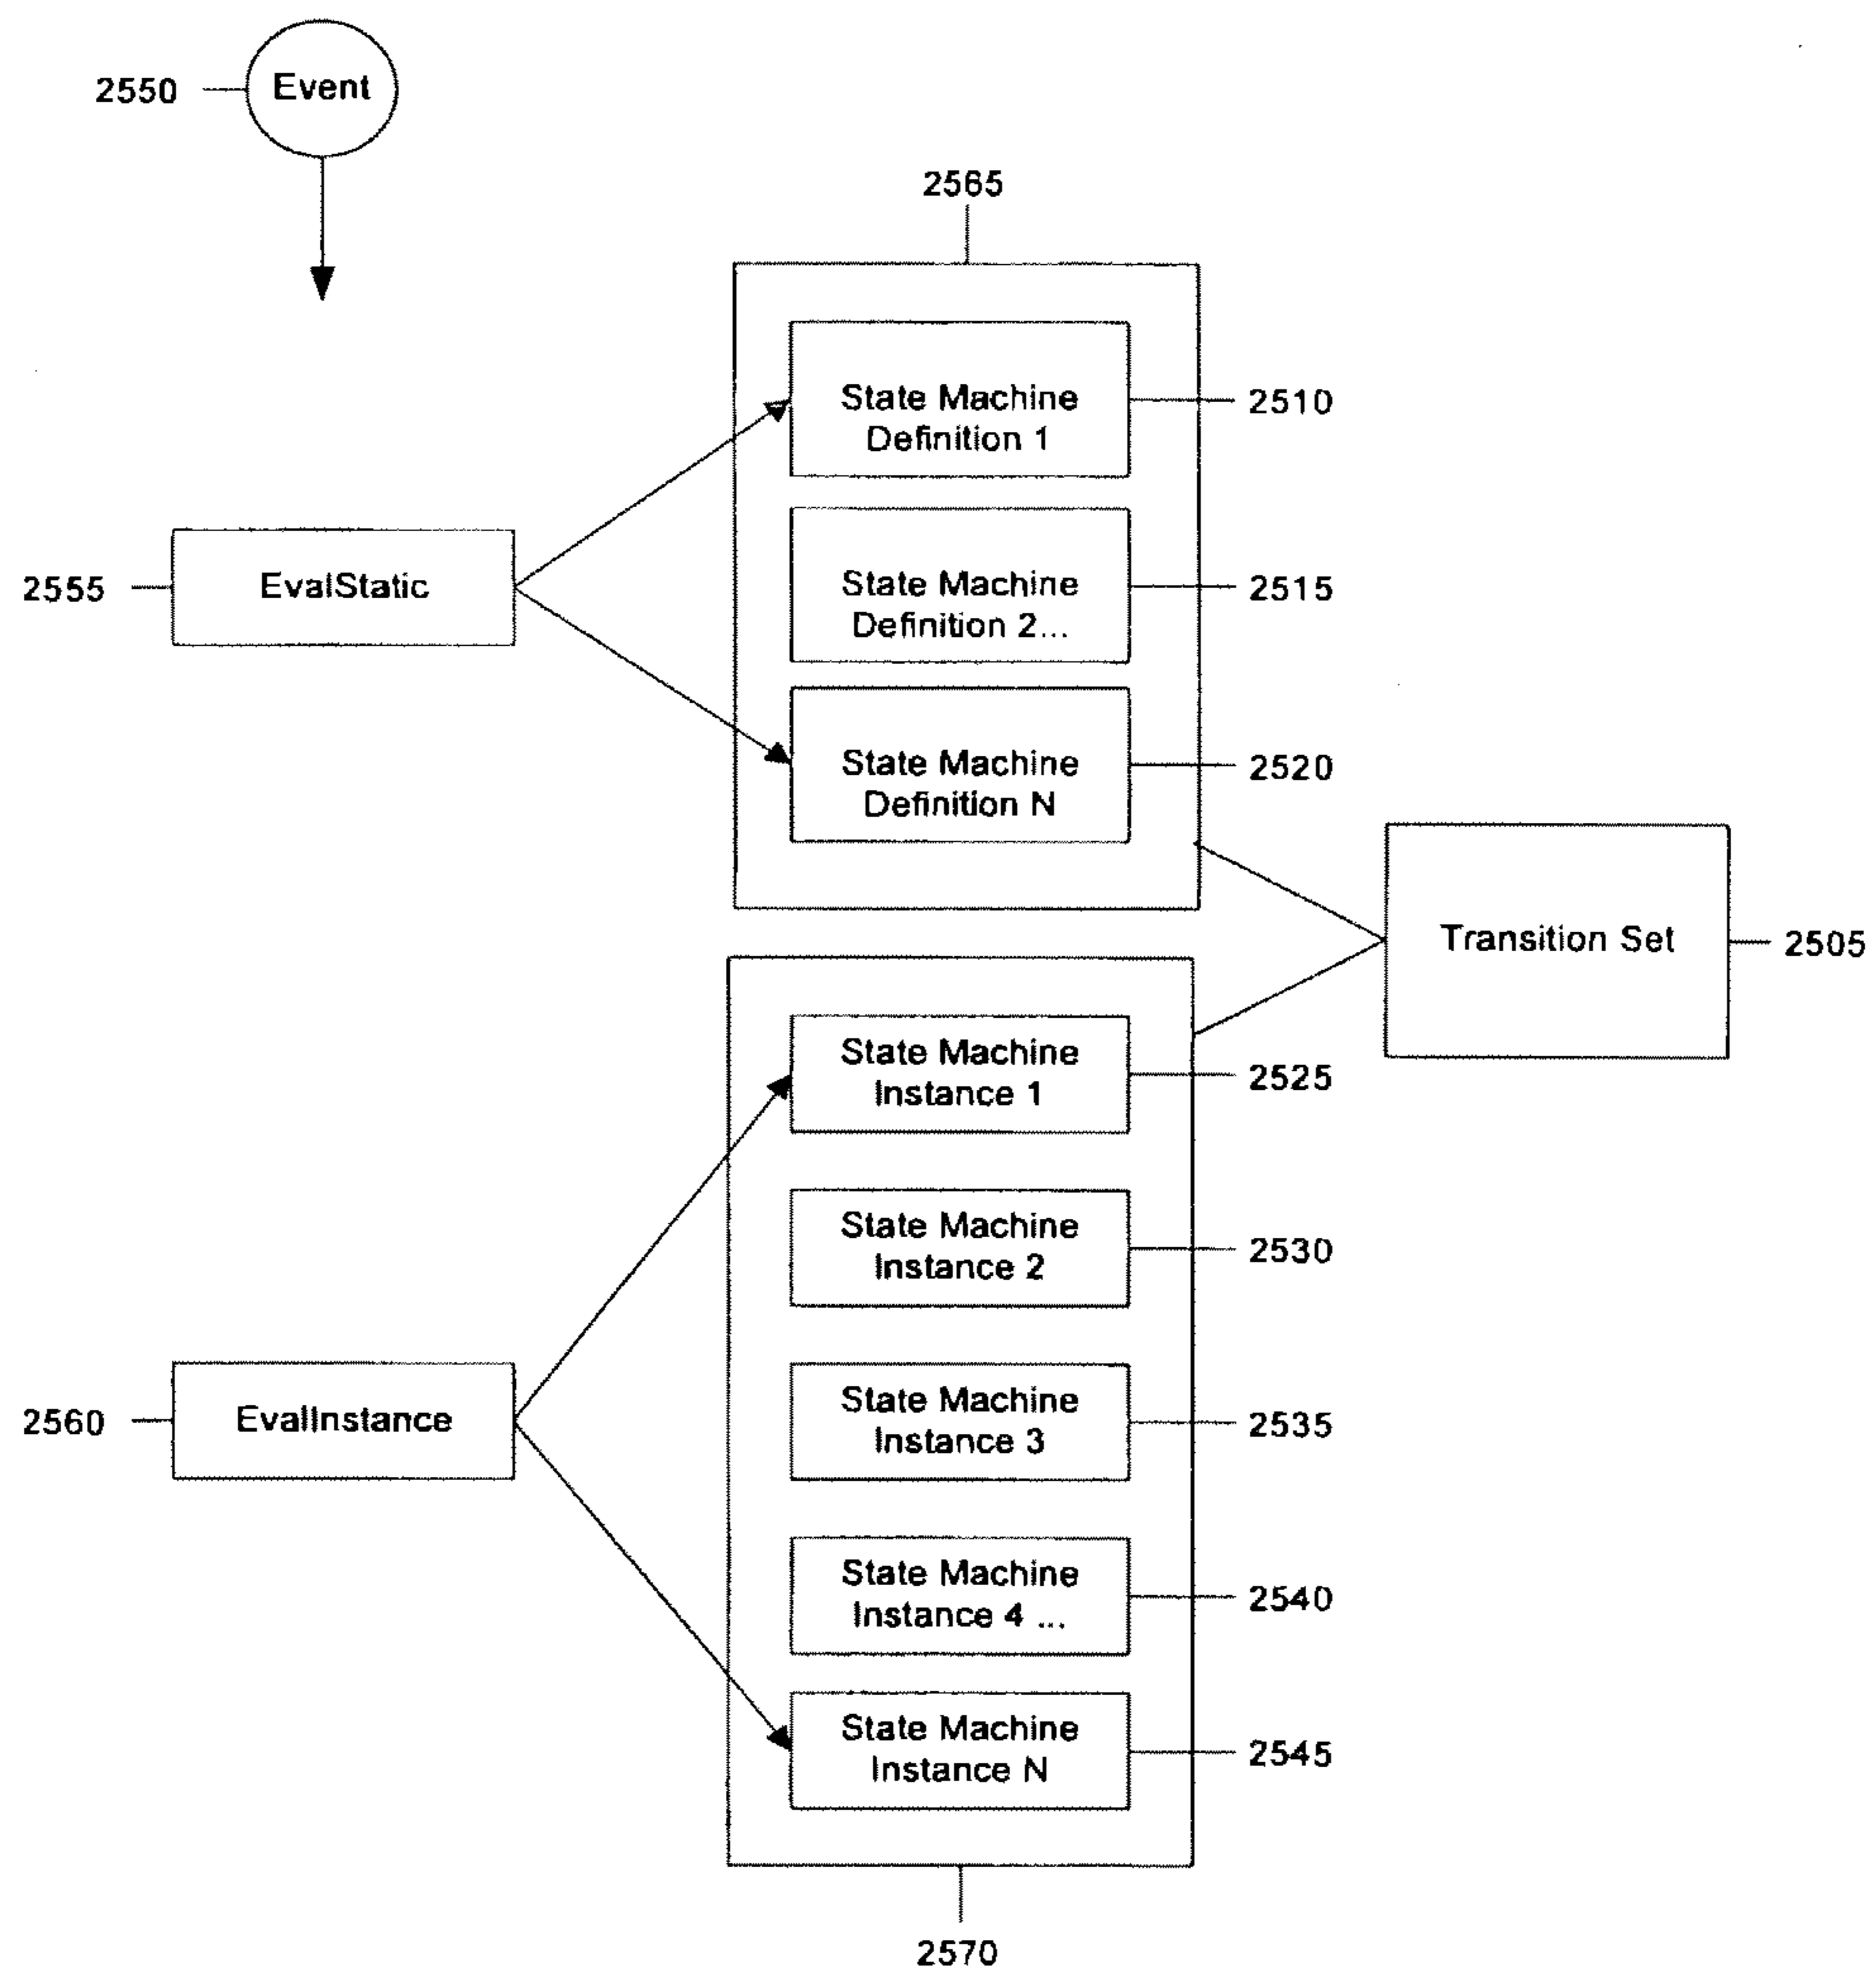 2550
Event
2565
State Machine
Definition 1
2510
2555
EvalStatic
State Machine
Definition 2...
2515
State Machine
Definition N
2520
Transition Set
2505
State Machine
Instance 1
2525
State Machine
Instance 2
2530
2560
EvalInstance
State Machine
Instance 3
2535
State Machine
Instance 4 ...
2540
State Machine
Instance N
2545
2570